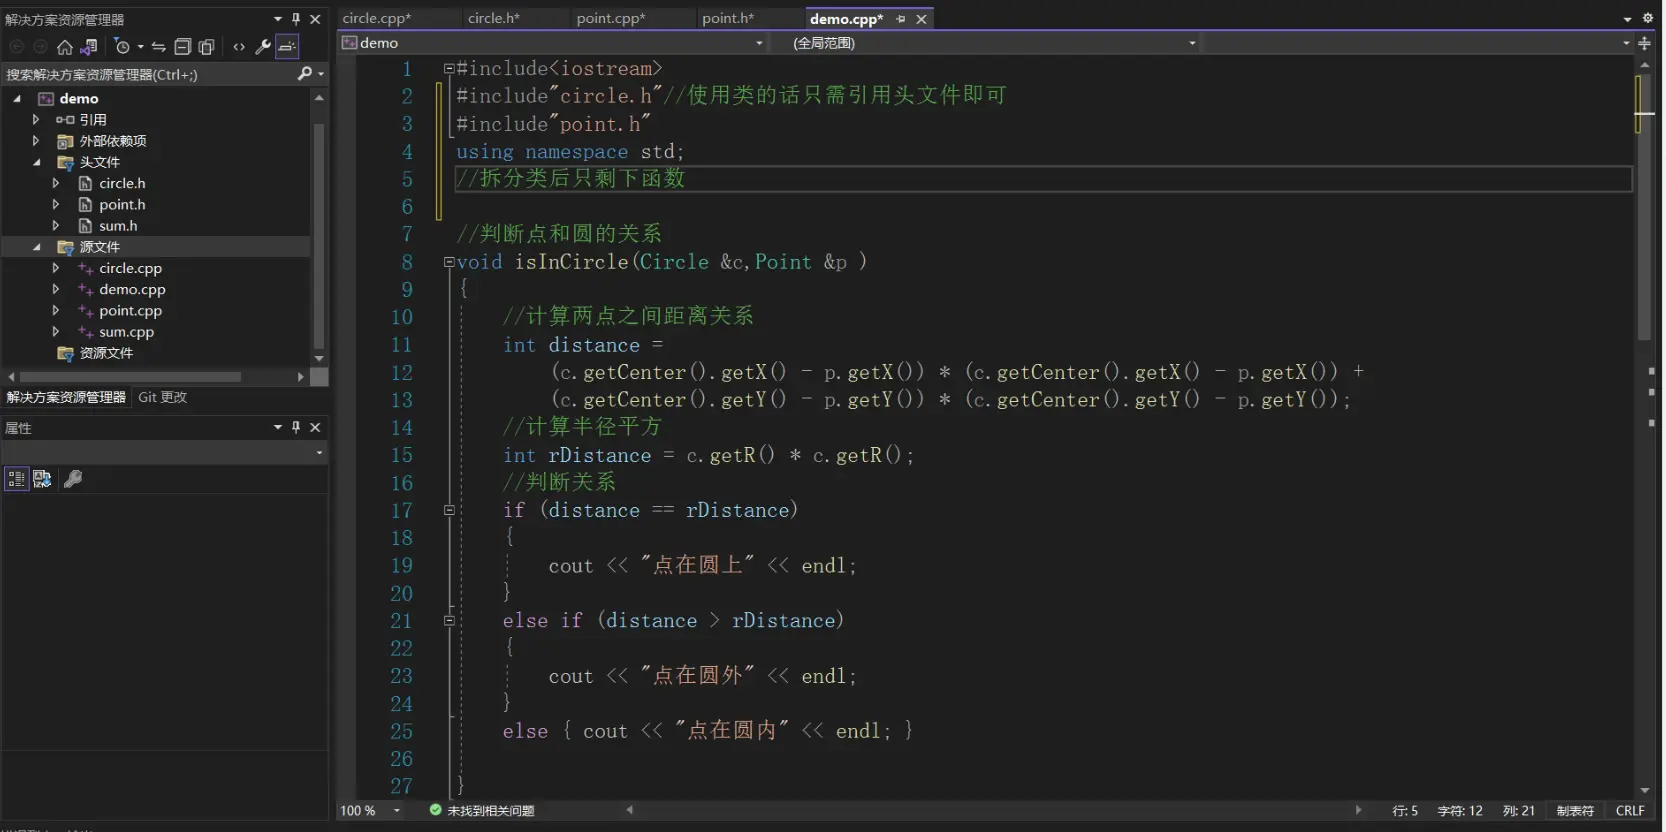 解决方案资源管理器
搜索解决方案资源管理器(Ctrl+;)
demo
引用
外部依赖项
头文件
circle.h
point.h
sum.h
源文件
circle.cpp
demo.cpp
point.cpp
sum.cpp
资源文件
解决方案资源管理器 Git 更改
属性
circle.cpp* circle.h* point.cpp* point.h* demo.cpp*
demo (全局范围)
1 #include<iostream>
2 #include"circle.h"//使用类的话只需引用头文件即可
3 #include"point.h"
4 using namespace std;
5 //拆分类后只剩下函数
6
7 //判断点和圆的关系
8 void isInCircle(Circle &c,Point &p )
9 {
10 //计算两点之间距离关系
11 int distance =
12 (c.getCenter().getX() - p.getX()) * (c.getCenter().getX() - p.getX()) +
13 (c.getCenter().getY() - p.getY()) * (c.getCenter().getY() - p.getY());
14 //计算半径平方
15 int rDistance = c.getR() * c.getR();
16 //判断关系
17 if (distance == rDistance)
18 {
19 cout << "点在圆上" << endl;
20 }
21 else if (distance > rDistance)
22 {
23 cout << "点在圆外" << endl;
24 }
25 else { cout << "点在圆内" << endl; }
26
27 }
100 % 未找到相关问题 行: 5 字符: 12 列: 21 制表符 CRLF